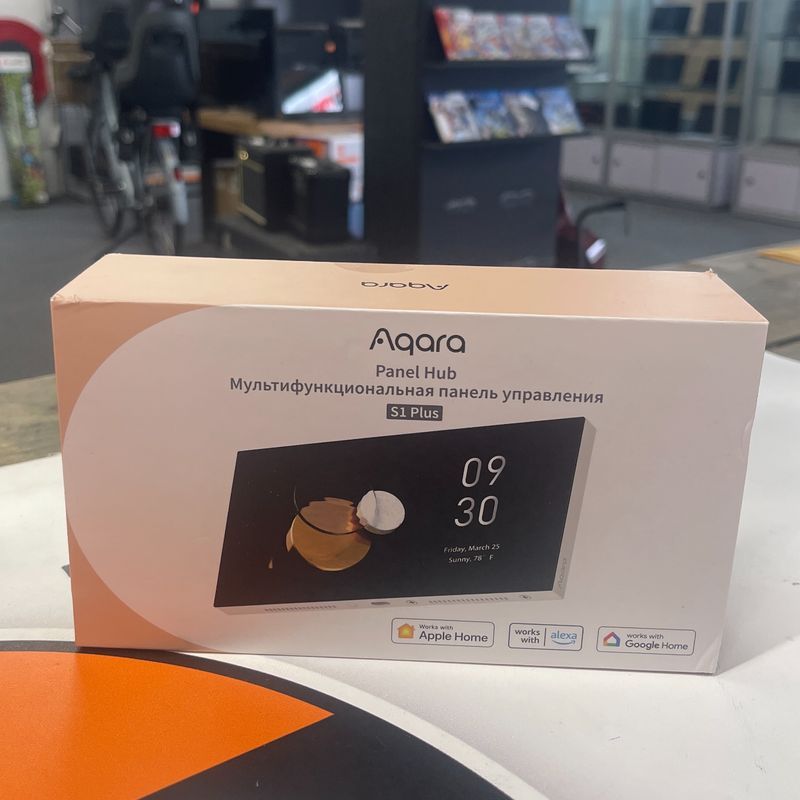 Aqara
Aqara
Panel Hub
Мультифункциональная панель управления
S1 Plus
09
30
Friday, March 25
Sunny, 78° F
Aqara
Works with
Apple Home
works with alexa
works with
Google Home